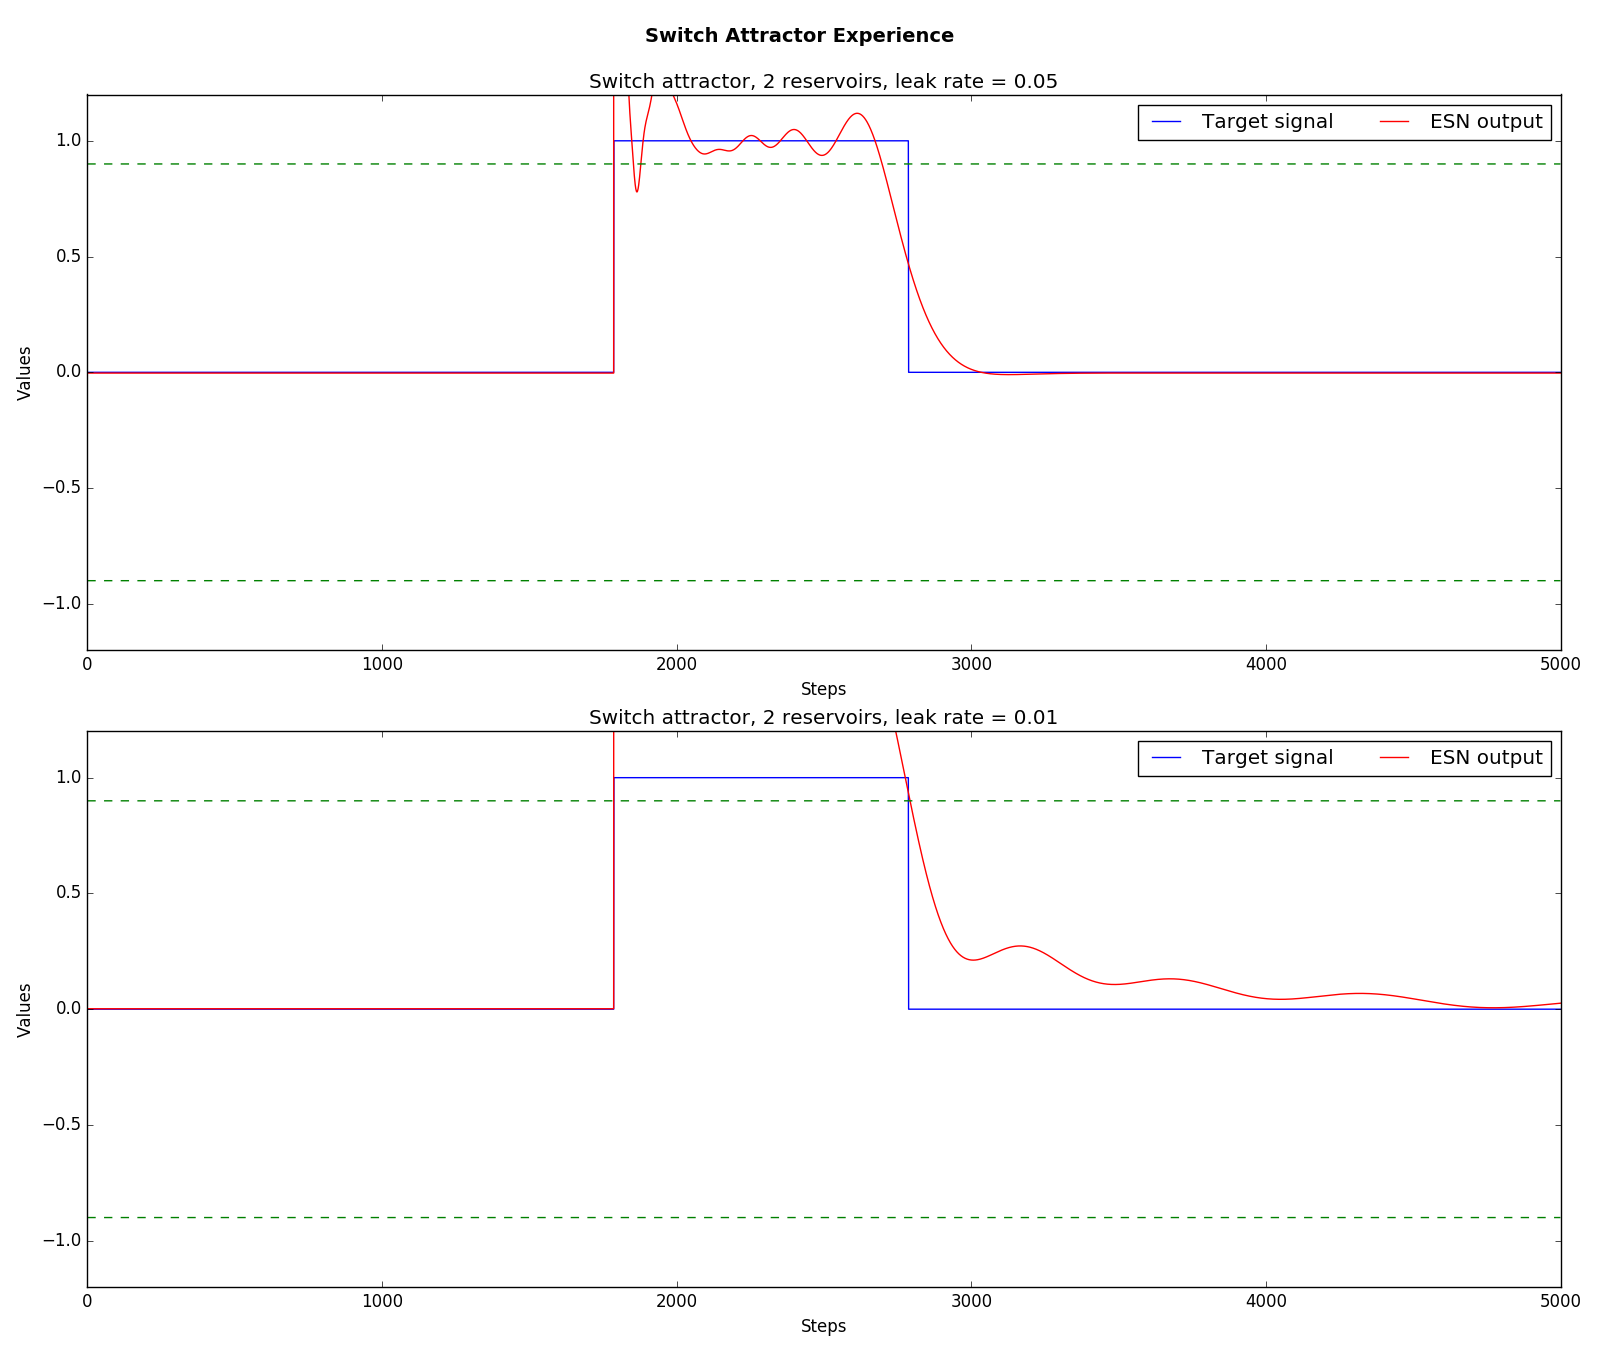 Switch Attractor Experience
Switch attractor, 2 reservoirs, leak rate = 0.05
Target signal ESN output
1.0
0.5
0.0
−0.5
−1.0
Values
0 1000 2000 3000 4000 5000
Steps
Switch attractor, 2 reservoirs, leak rate = 0.01
Target signal ESN output
1.0
0.5
0.0
−0.5
−1.0
Values
0 1000 2000 3000 4000 5000
Steps